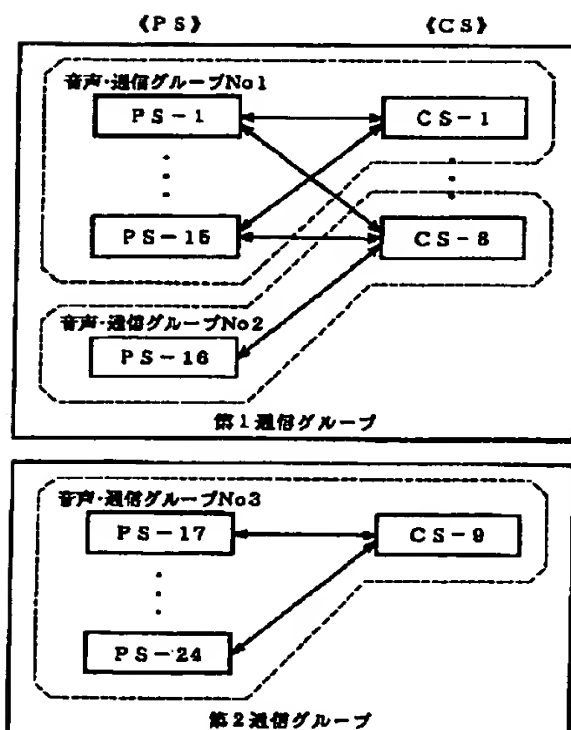 《PS》 《CS》
音声・通信グループNo1
PS-1 CS-1
PS-15 CS-8
音声・通信グループNo2
PS-16
第1通信グループ
音声・通信グループNo3
PS-17 CS-9
PS-24
第2通信グループ